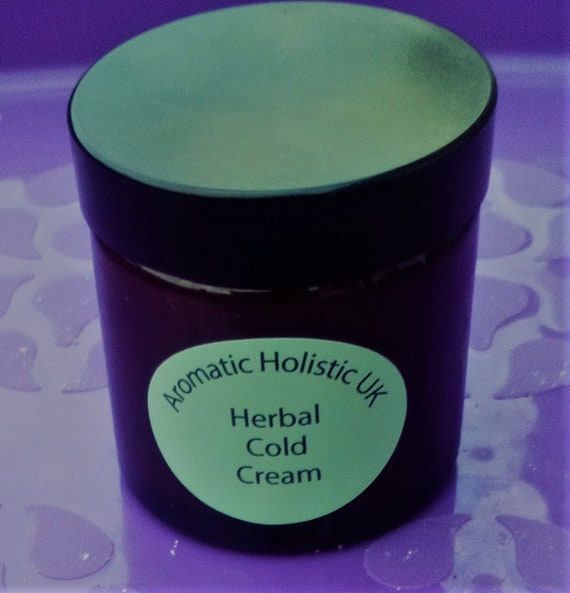 Aromatic Holistic UK
Herbal
Cold
Cream